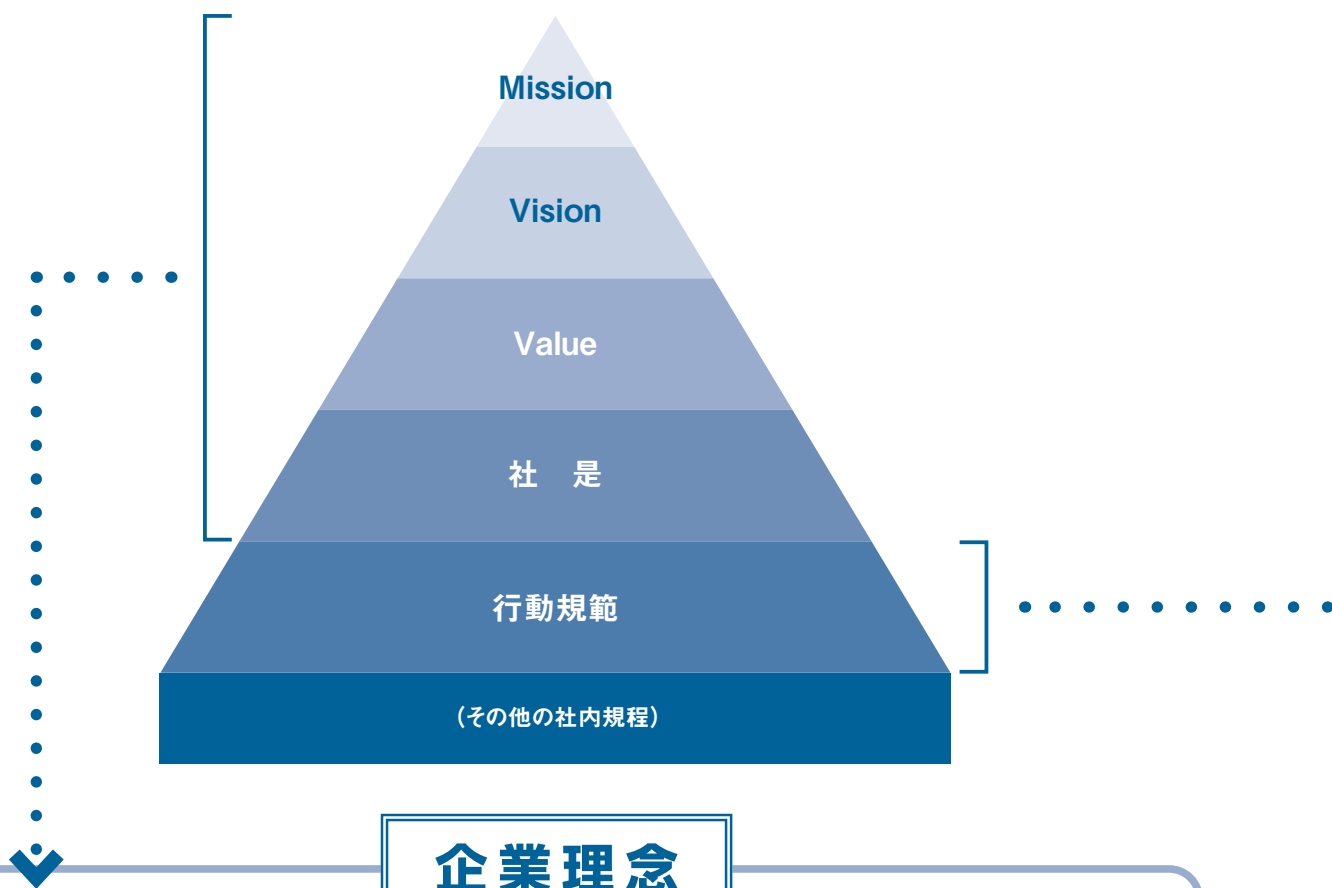 Mission
Vision
Value
社　是
行動規範
（その他の社内規程）
企業理念